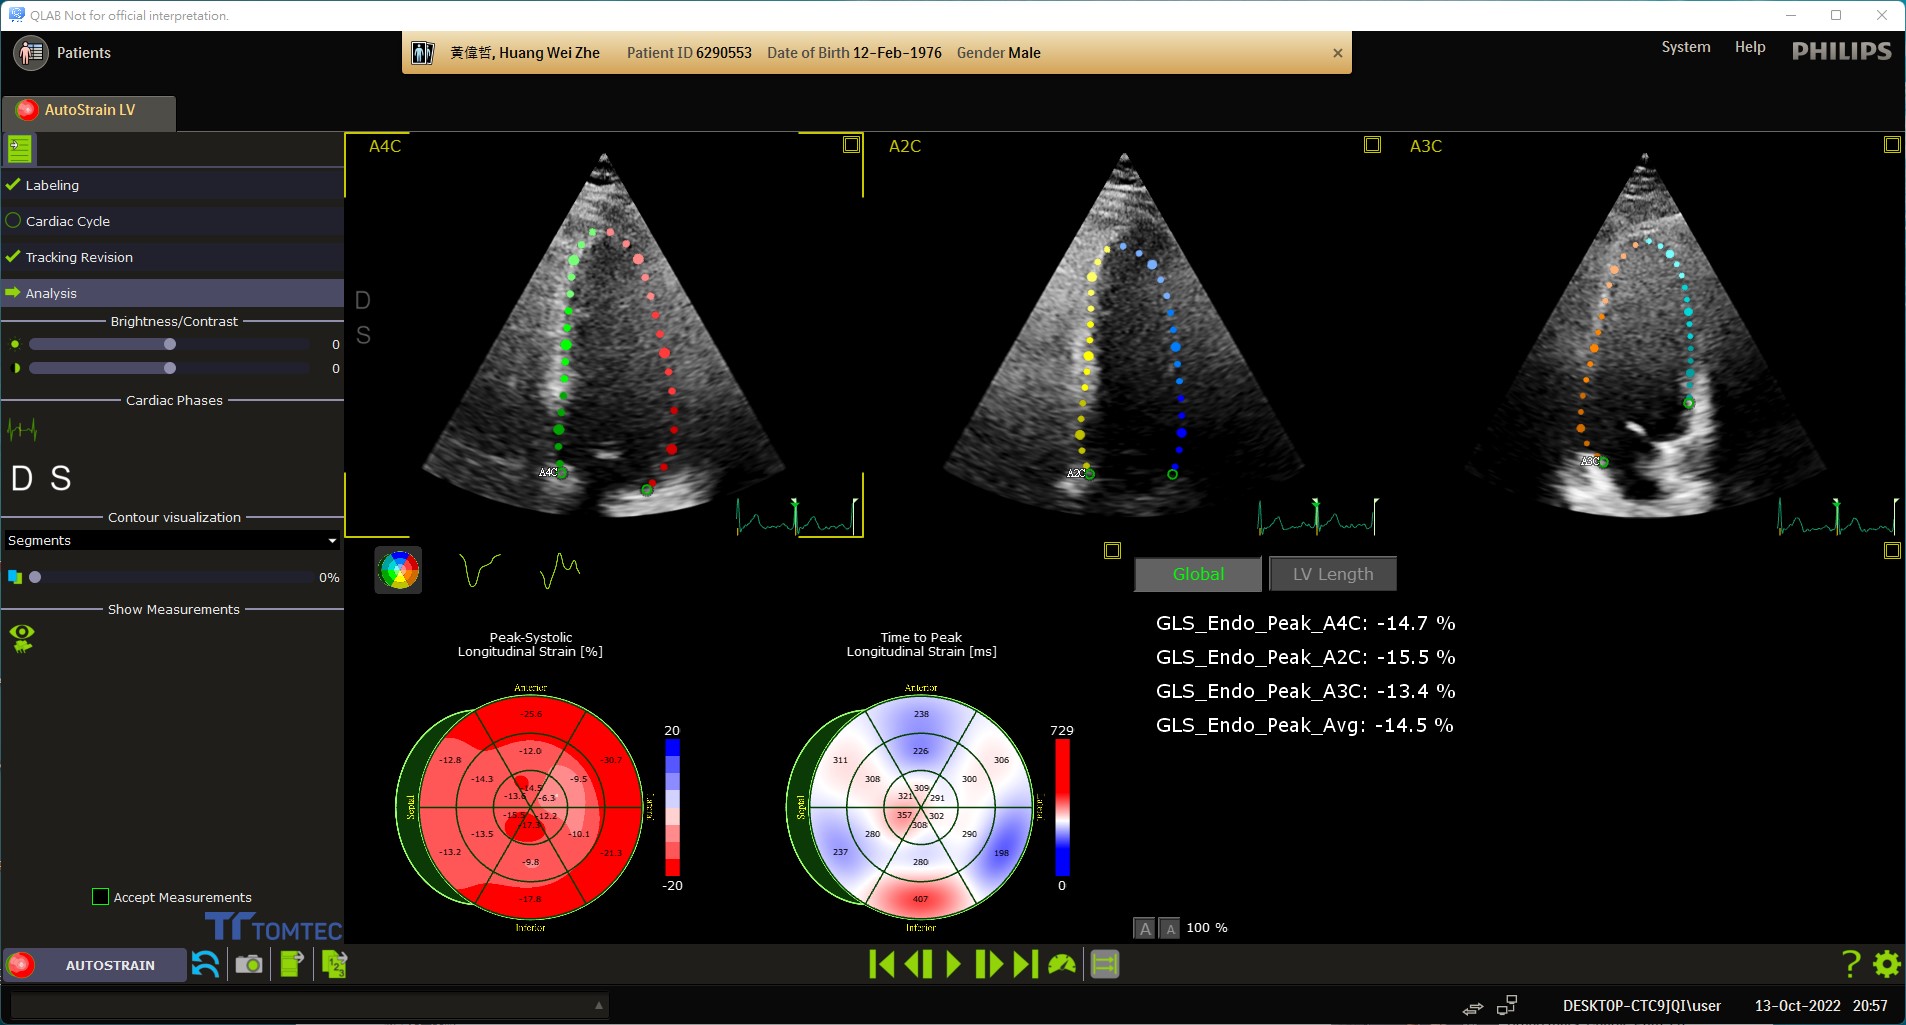 QLAB Not for official interpretation.
Patients
黃偉哲, Huang Wei Zhe Patient ID 6290553 Date of Birth 12-Feb-1976 Gender Male
System Help PHILIPS
AutoStrain LV
Labeling
Cardiac Cycle
Tracking Revision
Analysis
Brightness/Contrast
0
0
Cardiac Phases
D S
Contour visualization
Segments
0%
Show Measurements
Accept Measurements
TOMTEC
A4C
D
S
A4C
A2C
A2C
A3C
A3C
Global LV Length
GLS_Endo_Peak_A4C: -14.7 %
GLS_Endo_Peak_A2C: -15.5 %
GLS_Endo_Peak_A3C: -13.4 %
GLS_Endo_Peak_Avg: -14.5 %
Peak-Systolic
Longitudinal Strain [%]
Anterior
-25.6
-12.8 -12.0 -30.7
-14.3 -9.5
-14.5
-13.6 -6.3
Septal
-15.5 -12.2
-17.3
-13.5 -10.1
-13.2 -9.8 -21.3
-17.8
Inferior
20
-20
Time to Peak
Longitudinal Strain [ms]
Anterior
238
311 226 306
308 300
309
321 291
Septal
357 302
308
280 290
237 280 198
407
Inferior
729
0
A A 100 %
AUTOSTRAIN
123
?
DESKTOP-CTC9JQI\user 13-Oct-2022 20:57